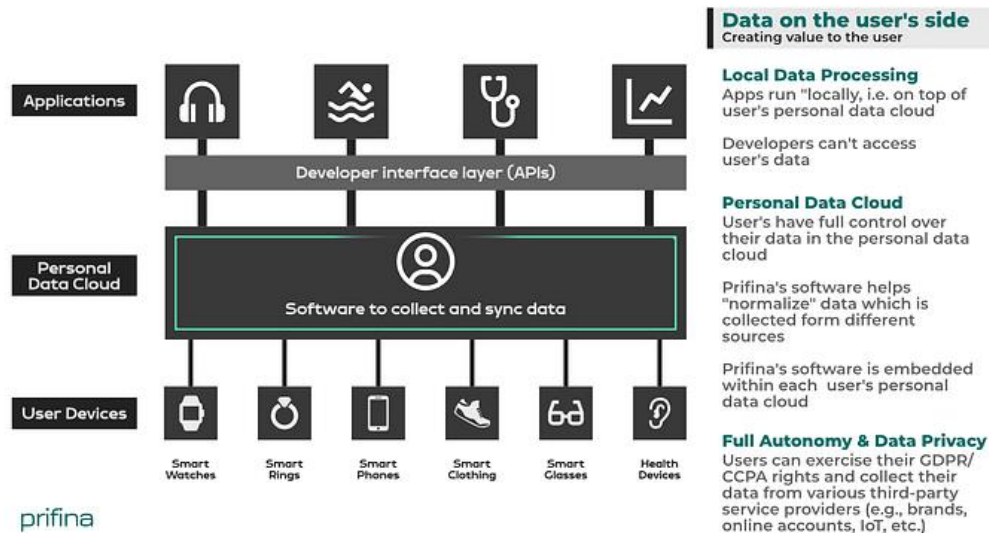 Applications
Developer interface layer (APIs)
Personal
Data Cloud
Software to collect and sync data
User Devices
Smart
Watches
Smart
Rings
Smart
Phones
Smart
Clothing
Smart
Glasses
Health
Devices
prifina
Data on the user's side
Creating value to the user
Local Data Processing
Apps run "locally, i.e. on top of
user's personal data cloud
Developers can't access
user's data
Personal Data Cloud
User's have full control over
their data in the personal data
cloud
Prifina's software helps
"normalize" data which is
collected form different
sources
Prifina's software is embedded
within each user's personal
data cloud
Full Autonomy & Data Privacy
Users can exercise their GDPR/
CCPA rights and collect their
data from various third-party
service providers (e.g., brands,
online accounts, IoT, etc.)